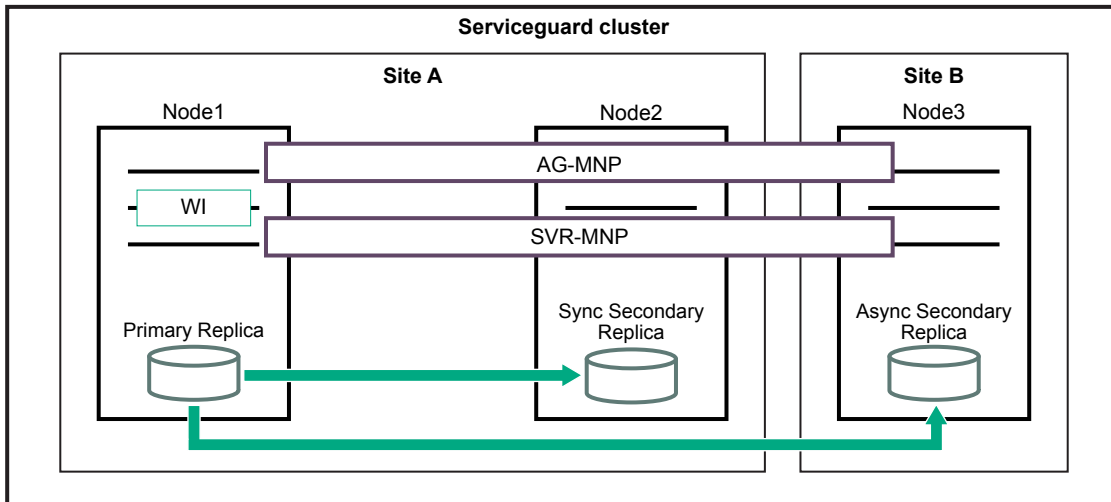 Serviceguard cluster
Site A
Site B
Node1
Node2
Node3
AG-MNP
WI
SVR-MNP
Primary Replica
Sync Secondary
Replica
Async Secondary
Replica